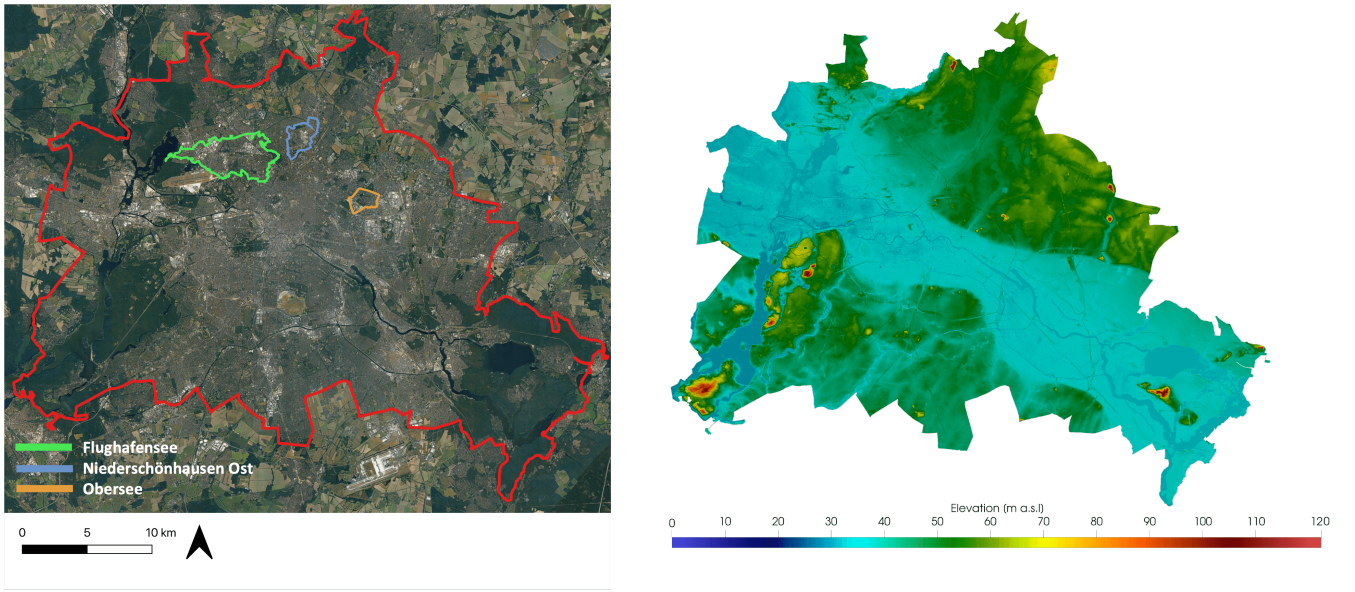 Flughafensee
Niederschönhausen Ost
Obersee
0 5 10 km
Elevation [m a.s.l]
0 10 20 30 40 50 60 70 80 90 100 110 120